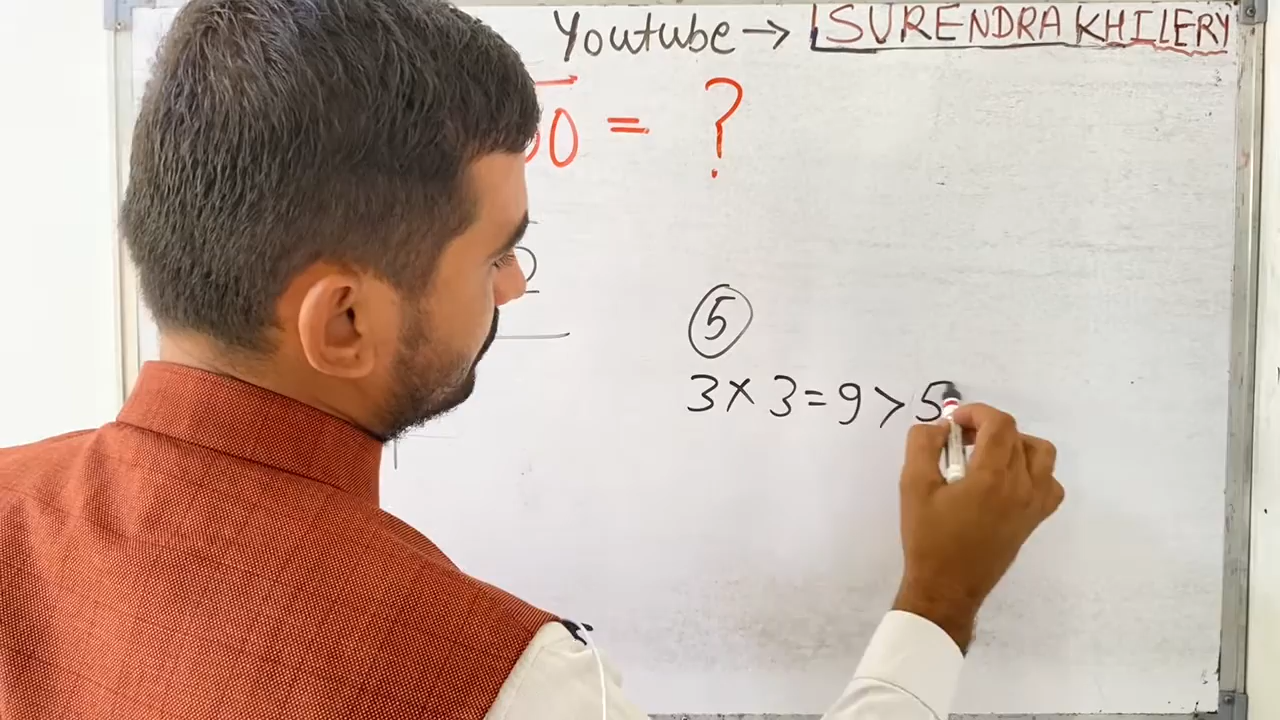 Youtube → SURENDRA KHILERY
0 = ?
5
3 × 3 = 9 > 5